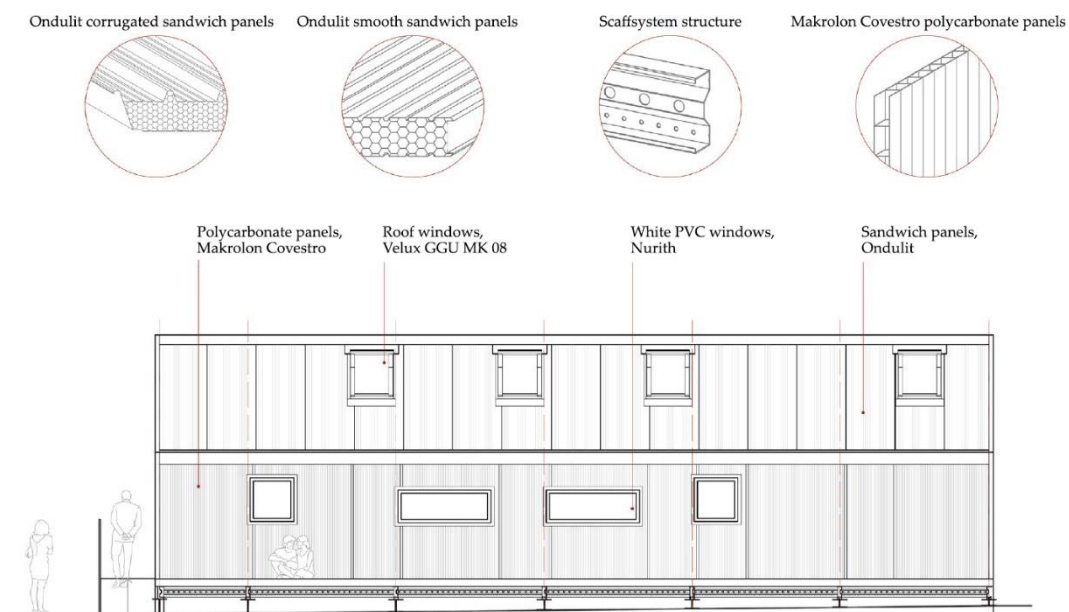 Ondulit corrugated sandwich panels
Ondulit smooth sandwich panels
Scaffsystem structure
Makrolon Covestro polycarbonate panels
Polycarbonate panels,
Makrolon Covestro
Roof windows,
Velux GGU MK 08
White PVC windows,
Nurith
Sandwich panels,
Ondulit